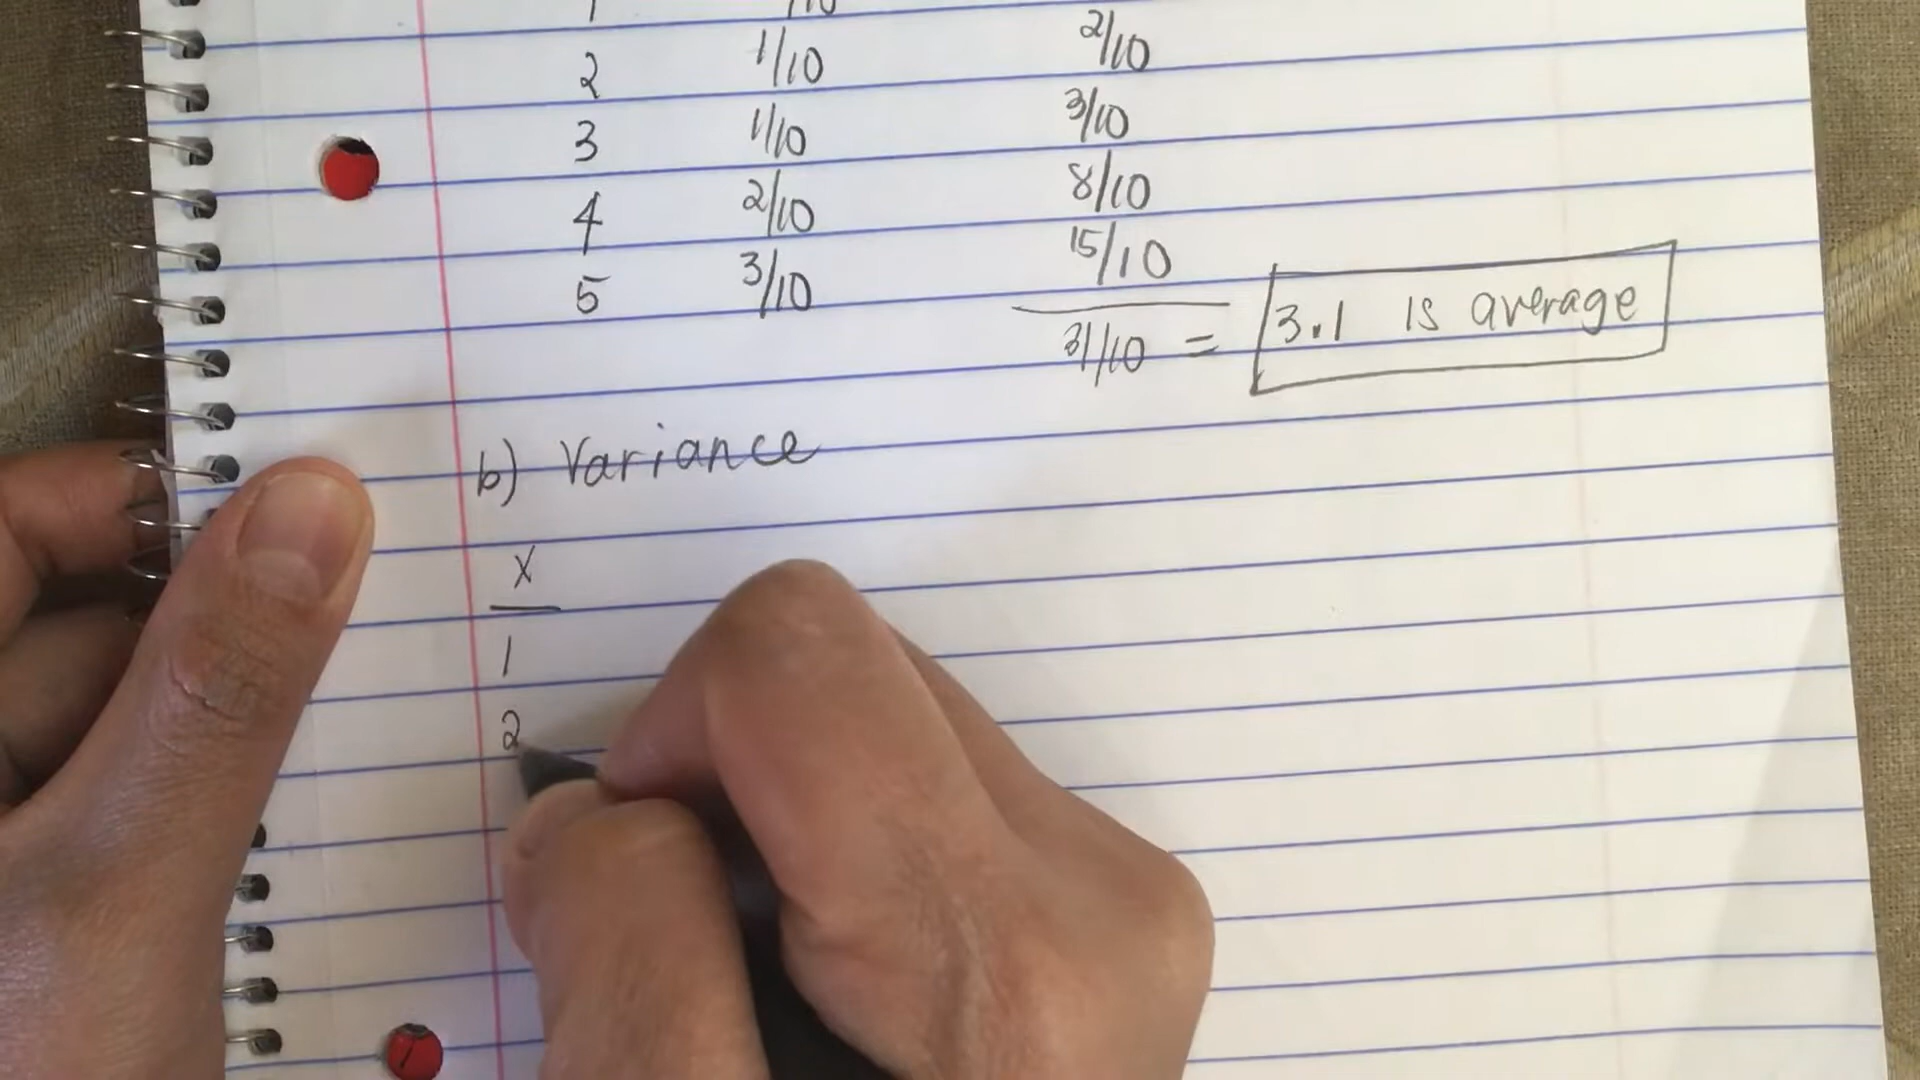 2 1/10 2/10
3 1/10 3/10
4 2/10 8/10
5 3/10 15/10
31/10 = 3.1 is average
b) Variance
x
1
2